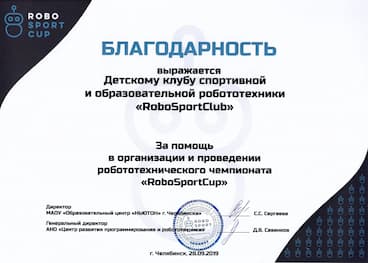 ROBO
SPORT
CUP
БЛАГОДАРНОСТЬ
выражается
Детскому клубу спортивной
и образовательной робототехники
«RoboSportClub»
За помощь
в организации и проведении
робототехнического чемпионата
«RoboSportCup»
Директор
МАОУ «Образовательный центр «НЬЮТОН» г. Челябинска» С.С. Сергеева
Генеральный директор
АНО «Центр развития программирования и робототехники» Д.В. Савинков
г. Челябинск, 28.09.2019